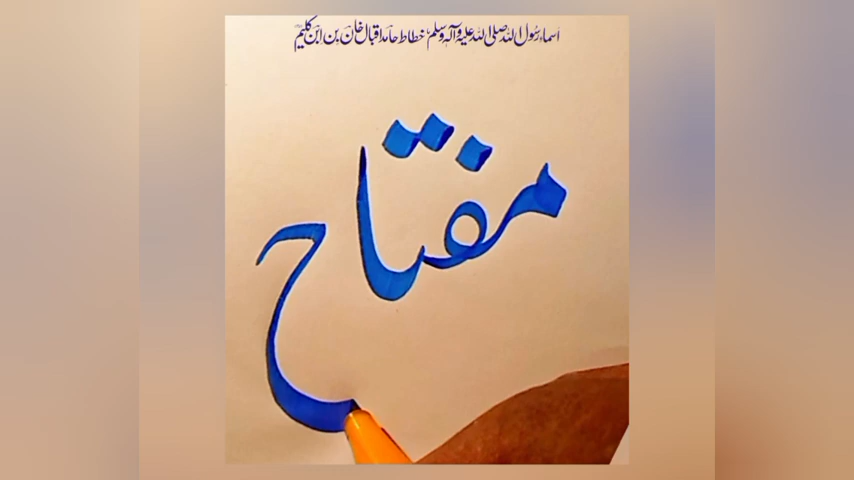 اسماء رسول اللہ صلی اللہ علیہ وآلہ وسلم خطاط حامد اقبال خان بن ابن کلیم
مفتاح